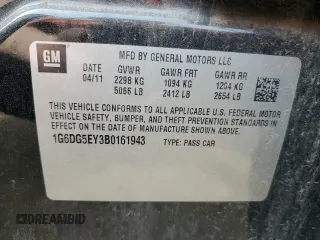 GM
MFD BY GENERAL MOTORS LLC
DATE GVWR GAWR FRT GAWR RR
04/11 2298 KG 1094 KG 1204 KG
5066 LB 2412 LB 2654 LB
THIS VEHICLE CONFORMS TO ALL APPLICABLE U.S. FEDERAL MOTOR
VEHICLE SAFETY, BUMPER, AND THEFT PREVENTION STANDARDS IN
EFFECT ON THE DATE OF MANUFACTURE SHOWN ABOVE.
1G6DG5EY3B0161943 TYPE: PASS CAR
EPICARBID